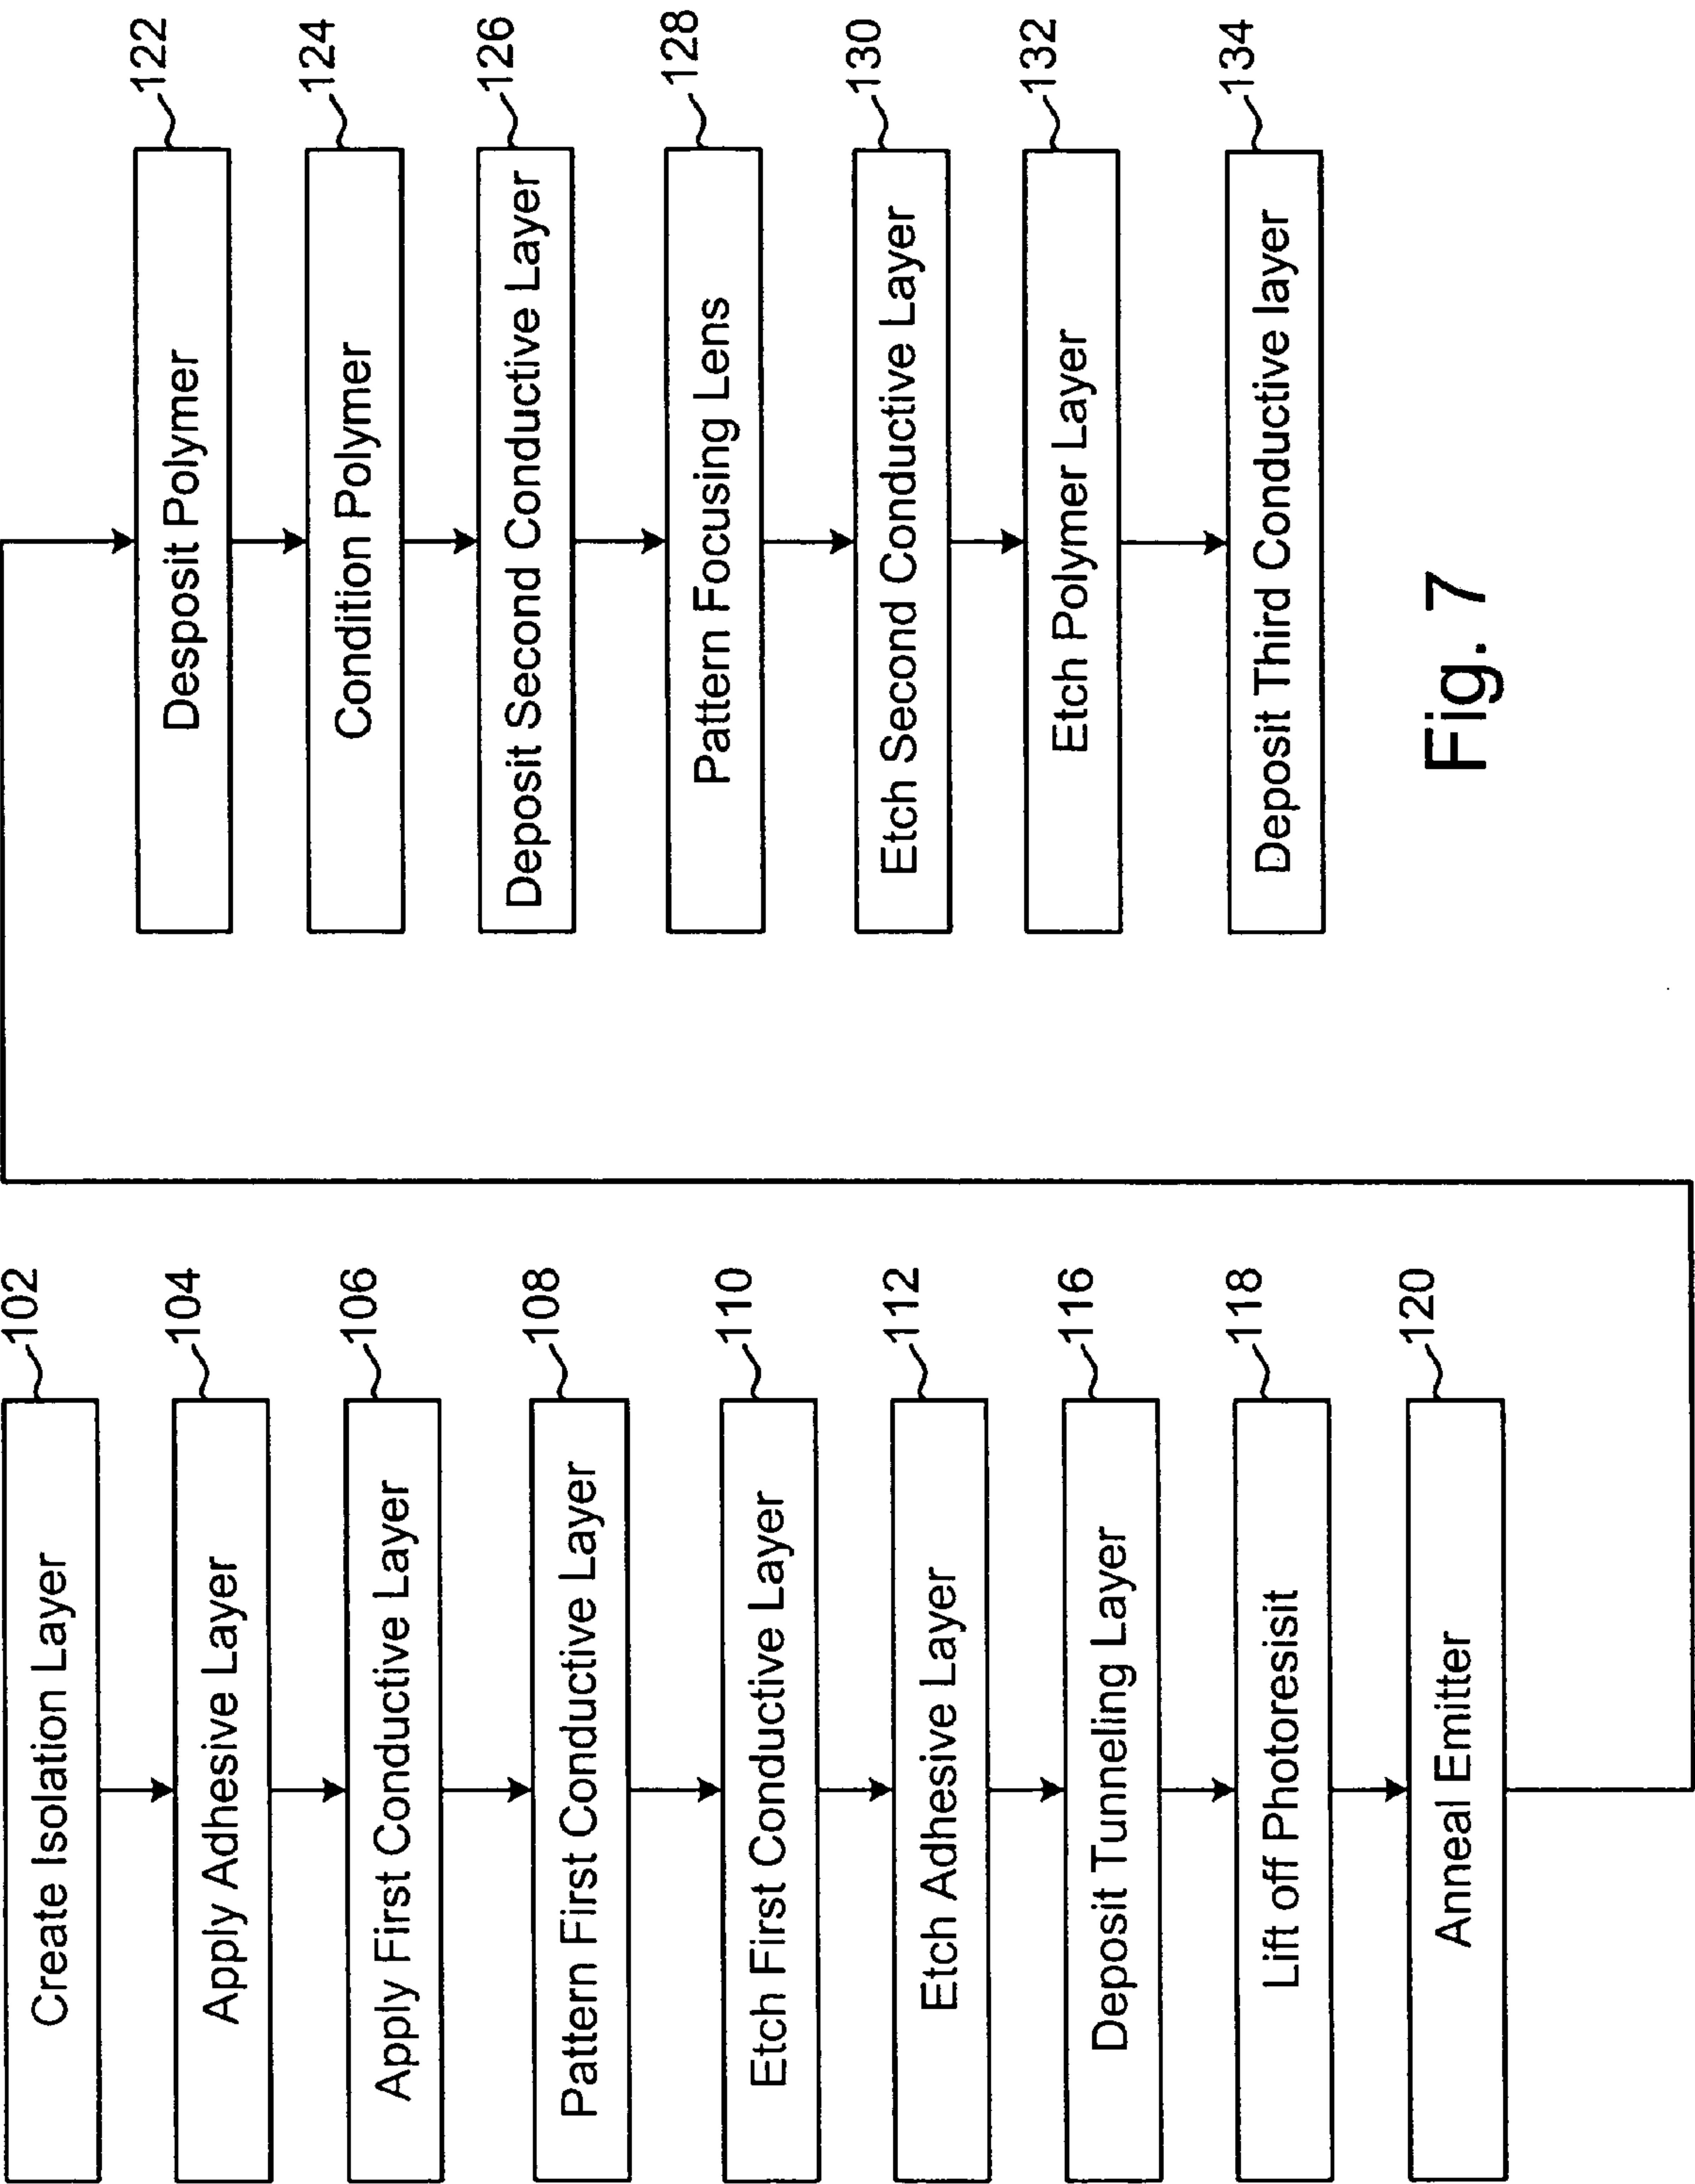 Create Isolation Layer
102
Apply Adhesive Layer
104
Apply First Conductive Layer
106
Pattern First Conductive Layer
108
Etch First Conductive Layer
110
Etch Adhesive Layer
112
Deposit Tunneling Layer
116
Lift off Photoresisit
118
Anneal Emitter
120
Desposit Polymer
122
Condition Polymer
124
Deposit Second Conductive Layer
126
Pattern Focusing Lens
128
Etch Second Conductive Layer
130
Etch Polymer Layer
132
Deposit Third Conductive layer
134
Fig. 7